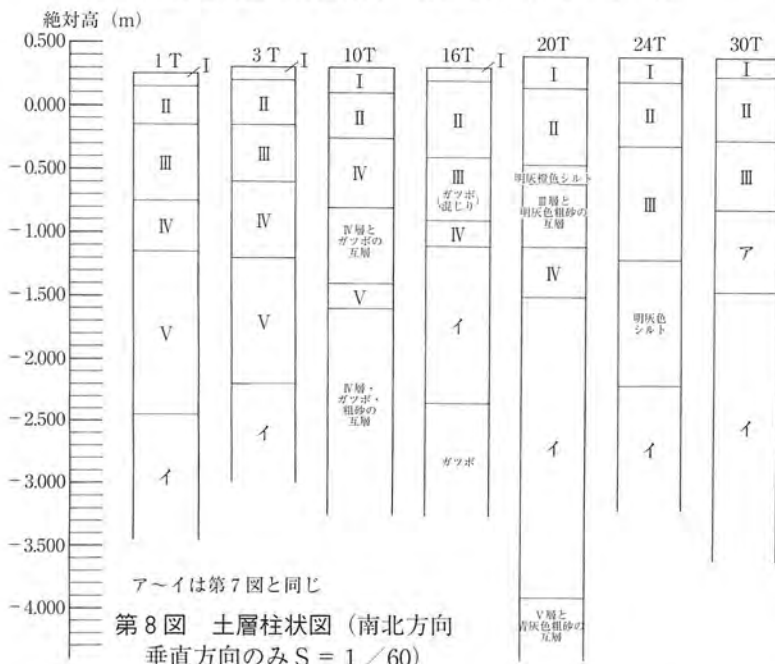 絶対高（m）
0.500
0.000
−0.500
−1.000
−1.500
−2.000
−2.500
−3.000
−3.500
−4.000
1T
I
II
III
IV
V
イ
3T
I
II
III
IV
V
イ
10T
I
II
IV
IV層と
ガツボの
互層
V
IV層・
ガツボ・
粗砂の
互層
16T
I
II
III
ガツボ
混じり
IV
イ
ガツボ
20T
I
II
明灰橙色シルト
III層と
明灰色粗砂の
互層
IV
イ
V層と
青灰色粗砂の
互層
24T
I
II
III
明灰色
シルト
イ
30T
I
II
III
ア
イ
ア～イは第7図と同じ
第8図　土層柱状図（南北方向
垂直方向のみS = 1／60）